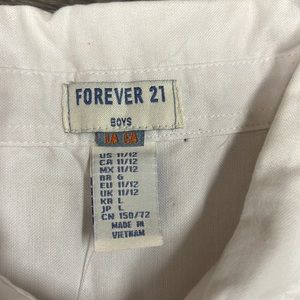 FOREVER 21
BOYS
US 11/12
CA 11/12
MX 11/12
BR 6
EU 11/12
UK 11/12
KR L
JP L
CN 150/72
MADE IN
VIETNAM